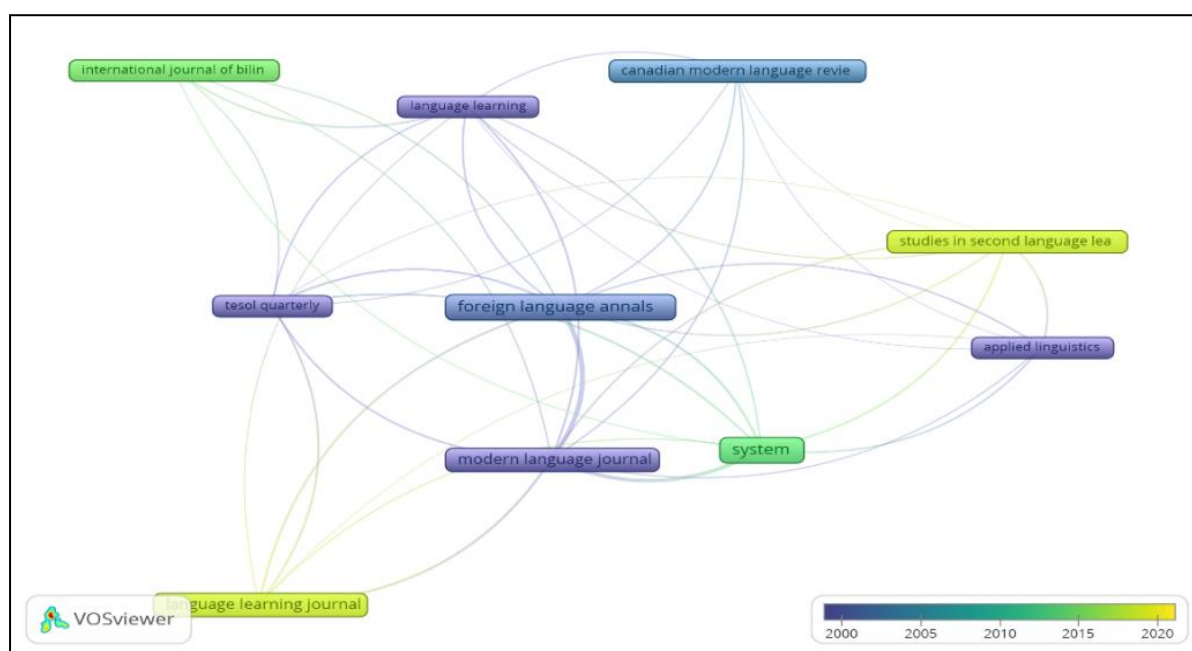 international journal of bilin
canadian modern language revie
language learning
studies in second language lea
tesol quarterly
foreign language annals
applied linguistics
modern language journal
system
language learning journal
VOSviewer
2000 2005 2010 2015 2020